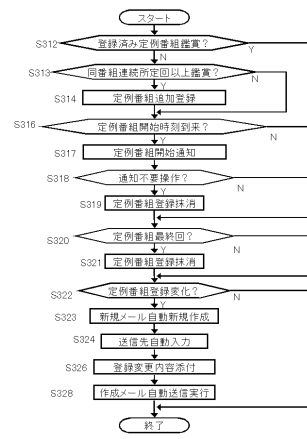 スタート
S312
登録済み定例番組鑑賞？
Y
N
S313
同番組連続所定回以上鑑賞？
N
Y
S314
定例番組追加登録
S316
定例番組開始時刻到来？
N
Y
S317
定例番組開始通知
S318
通知不要操作？
N
Y
S319
定例番組登録抹消
S320
定例番組最終回？
N
Y
S321
定例番組登録抹消
S322
定例番組登録変化？
N
Y
S323
新規メール自動新規作成
S324
送信先自動入力
S326
登録変更内容添付
S328
作成メール自動送信実行
終了